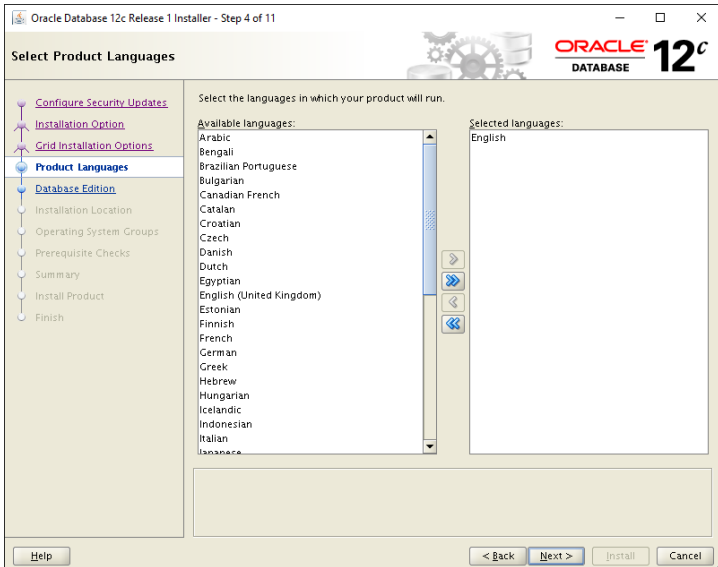 Oracle Database 12c Release 1 Installer - Step 4 of 11
Select Product Languages
ORACLE
DATABASE
12c
Configure Security Updates
Installation Option
Grid Installation Options
Product Languages
Database Edition
Installation Location
Operating System Groups
Prerequisite Checks
Summary
Install Product
Finish
Select the languages in which your product will run.
Available languages:
Arabic
Bengali
Brazilian Portuguese
Bulgarian
Canadian French
Catalan
Croatian
Czech
Danish
Dutch
Egyptian
English (United Kingdom)
Estonian
Finnish
French
German
Greek
Hebrew
Hungarian
Icelandic
Indonesian
Italian
Japanese
Selected languages:
English
Help
< Back
Next >
Install
Cancel